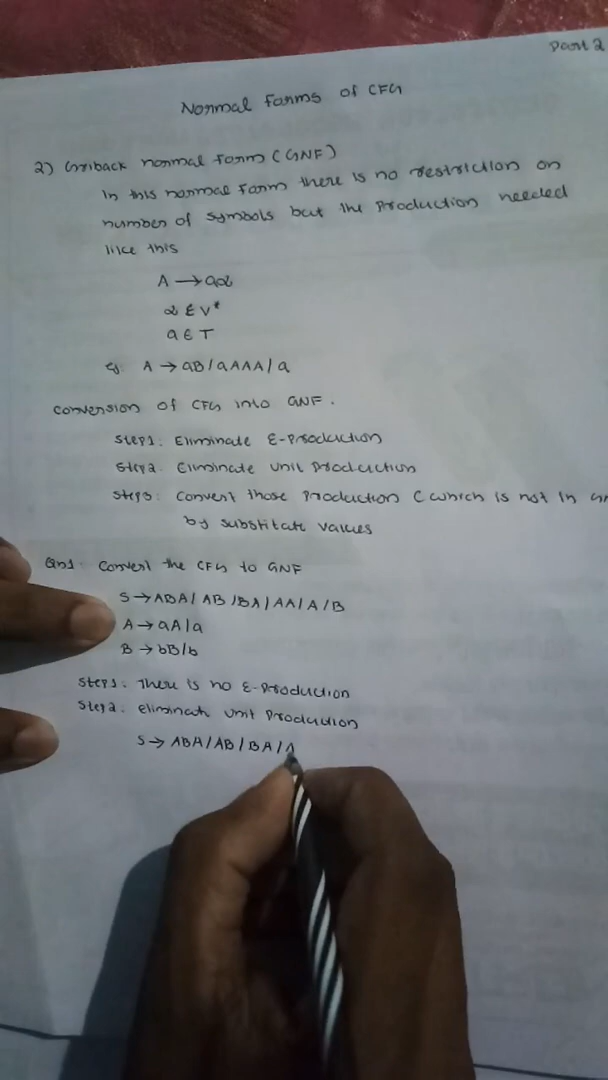 Part 2
Normal Forms of CFG
2) Griback normal form (GNF)
In this normal form there is no restriction on
number of symbols but the production needed
like this
A → aα
α ∈ V*
a ∈ T
eg. A → aB / aAAA / a
Conversion of CFG into GNF.
Step1: Eliminate ε-production
Step2: Eliminate unit production
Step3: Convert those production (which is not in GN
by substitute values
Qn1. Convert the CFG to GNF
S → ABA / AB / BA / AA / A / B
A → aA / a
B → bB / b
Step1: There is no ε-production
Step2: eliminate unit production
S → ABA / AB / BA / A